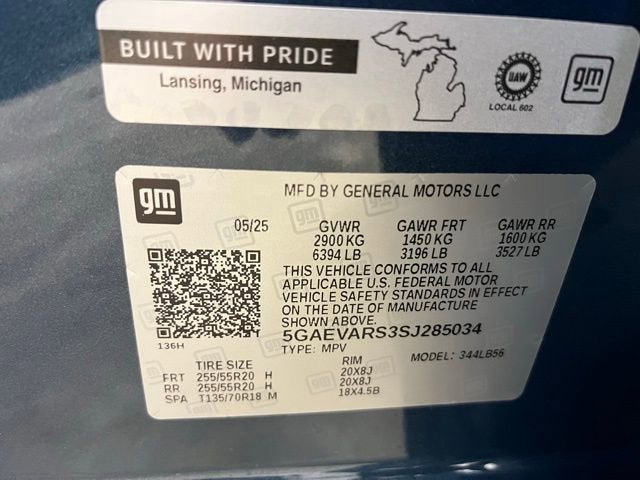 BUILT WITH PRIDE
Lansing, Michigan
UAW
LOCAL 602
gm
gm
MFD BY GENERAL MOTORS LLC
05/25 GVWR GAWR FRT GAWR RR
2900 KG 1450 KG 1600 KG
6394 LB 3196 LB 3527 LB
THIS VEHICLE CONFORMS TO ALL
APPLICABLE U.S. FEDERAL MOTOR
VEHICLE SAFETY STANDARDS IN EFFECT
ON THE DATE OF MANUFACTURE
SHOWN ABOVE.
136H
5GAEVARS3SJ285034
TYPE: MPV MODEL: 344LB56
TIRE SIZE RIM
FRT 255/55R20 H 20X8J
RR 255/55R20 H 20X8J
SPA T135/70R18 M 18X4.5B